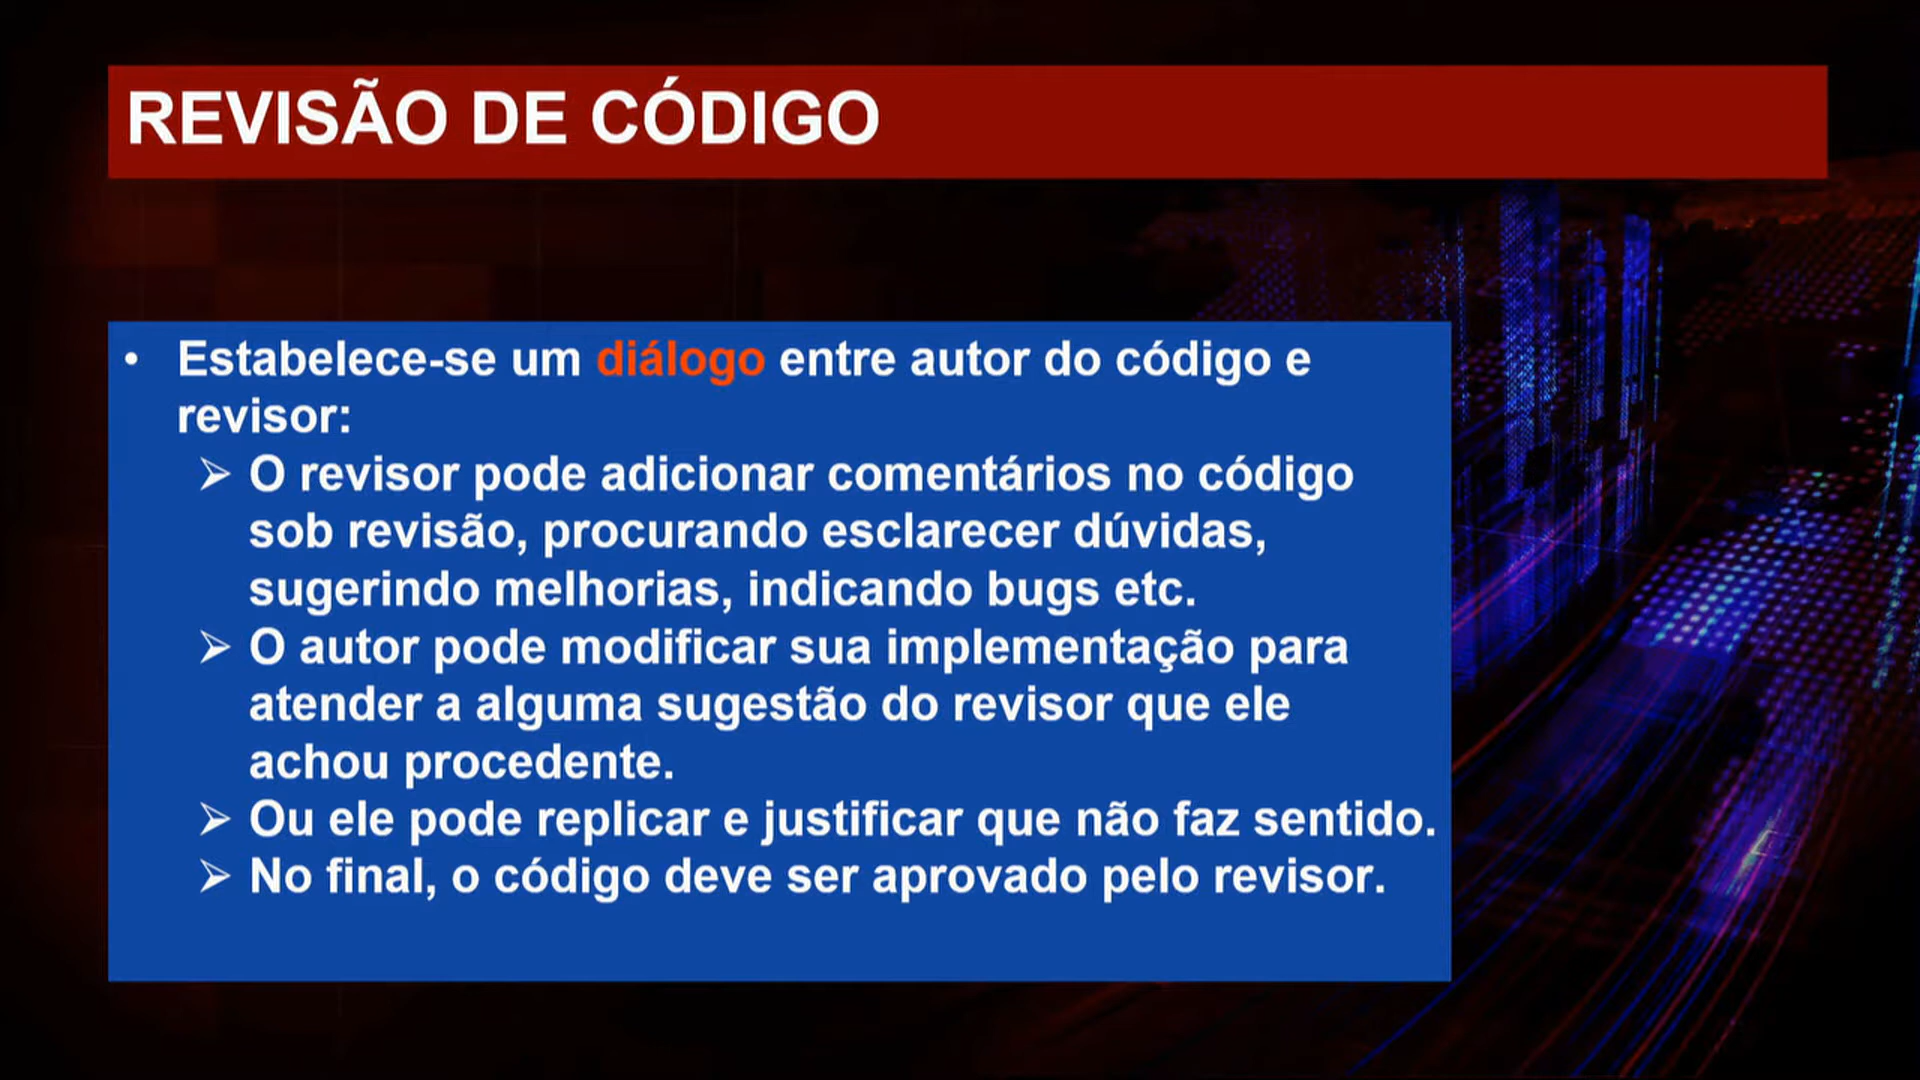 REVISÃO DE CÓDIGO
• Estabelece-se um diálogo entre autor do código e
revisor:
➢ O revisor pode adicionar comentários no código
sob revisão, procurando esclarecer dúvidas,
sugerindo melhorias, indicando bugs etc.
➢ O autor pode modificar sua implementação para
atender a alguma sugestão do revisor que ele
achou procedente.
➢ Ou ele pode replicar e justificar que não faz sentido.
➢ No final, o código deve ser aprovado pelo revisor.